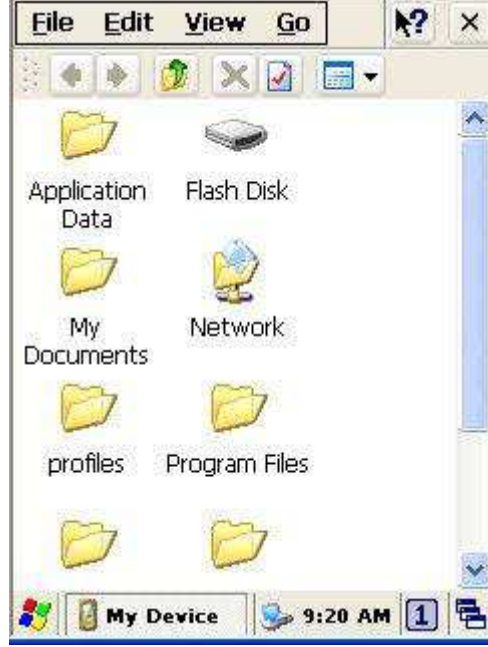 File Edit View Go ?
Application Data Flash Disk
My Documents Network
profiles Program Files
My Device 9:20 AM 1